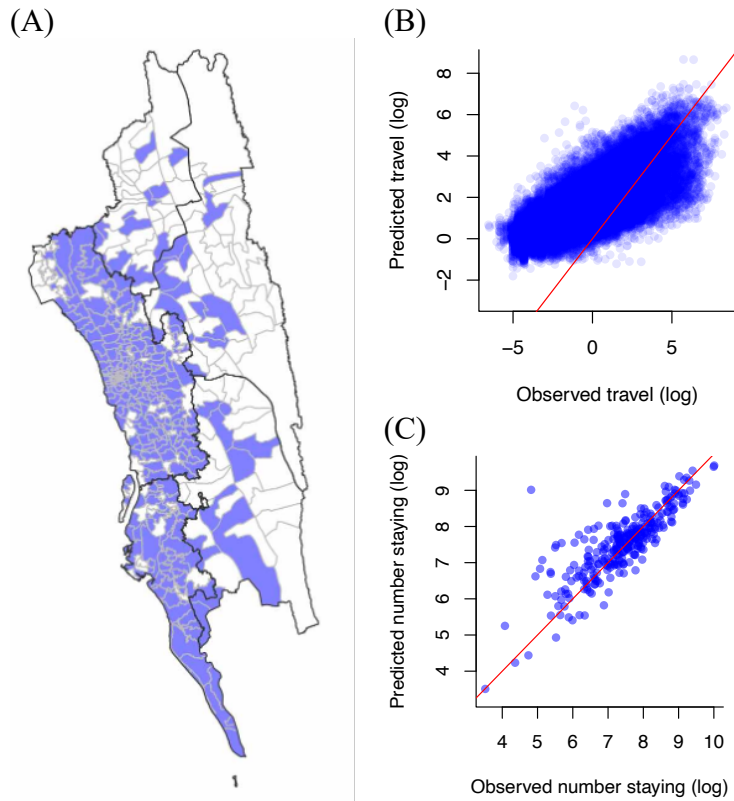 (A)
(B)
Predicted travel (log)
8
6
4
2
0
−2
−5
0
5
Observed travel (log)
(C)
Predicted number staying (log)
9
8
7
6
5
4
4 5 6 7 8 9 10
Observed number staying (log)